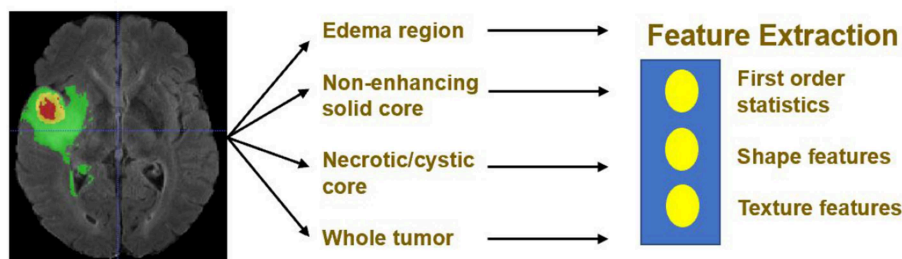 Edema region
Non-enhancing
solid core
Necrotic/cystic
core
Whole tumor
Feature Extraction
First order
statistics
Shape features
Texture features